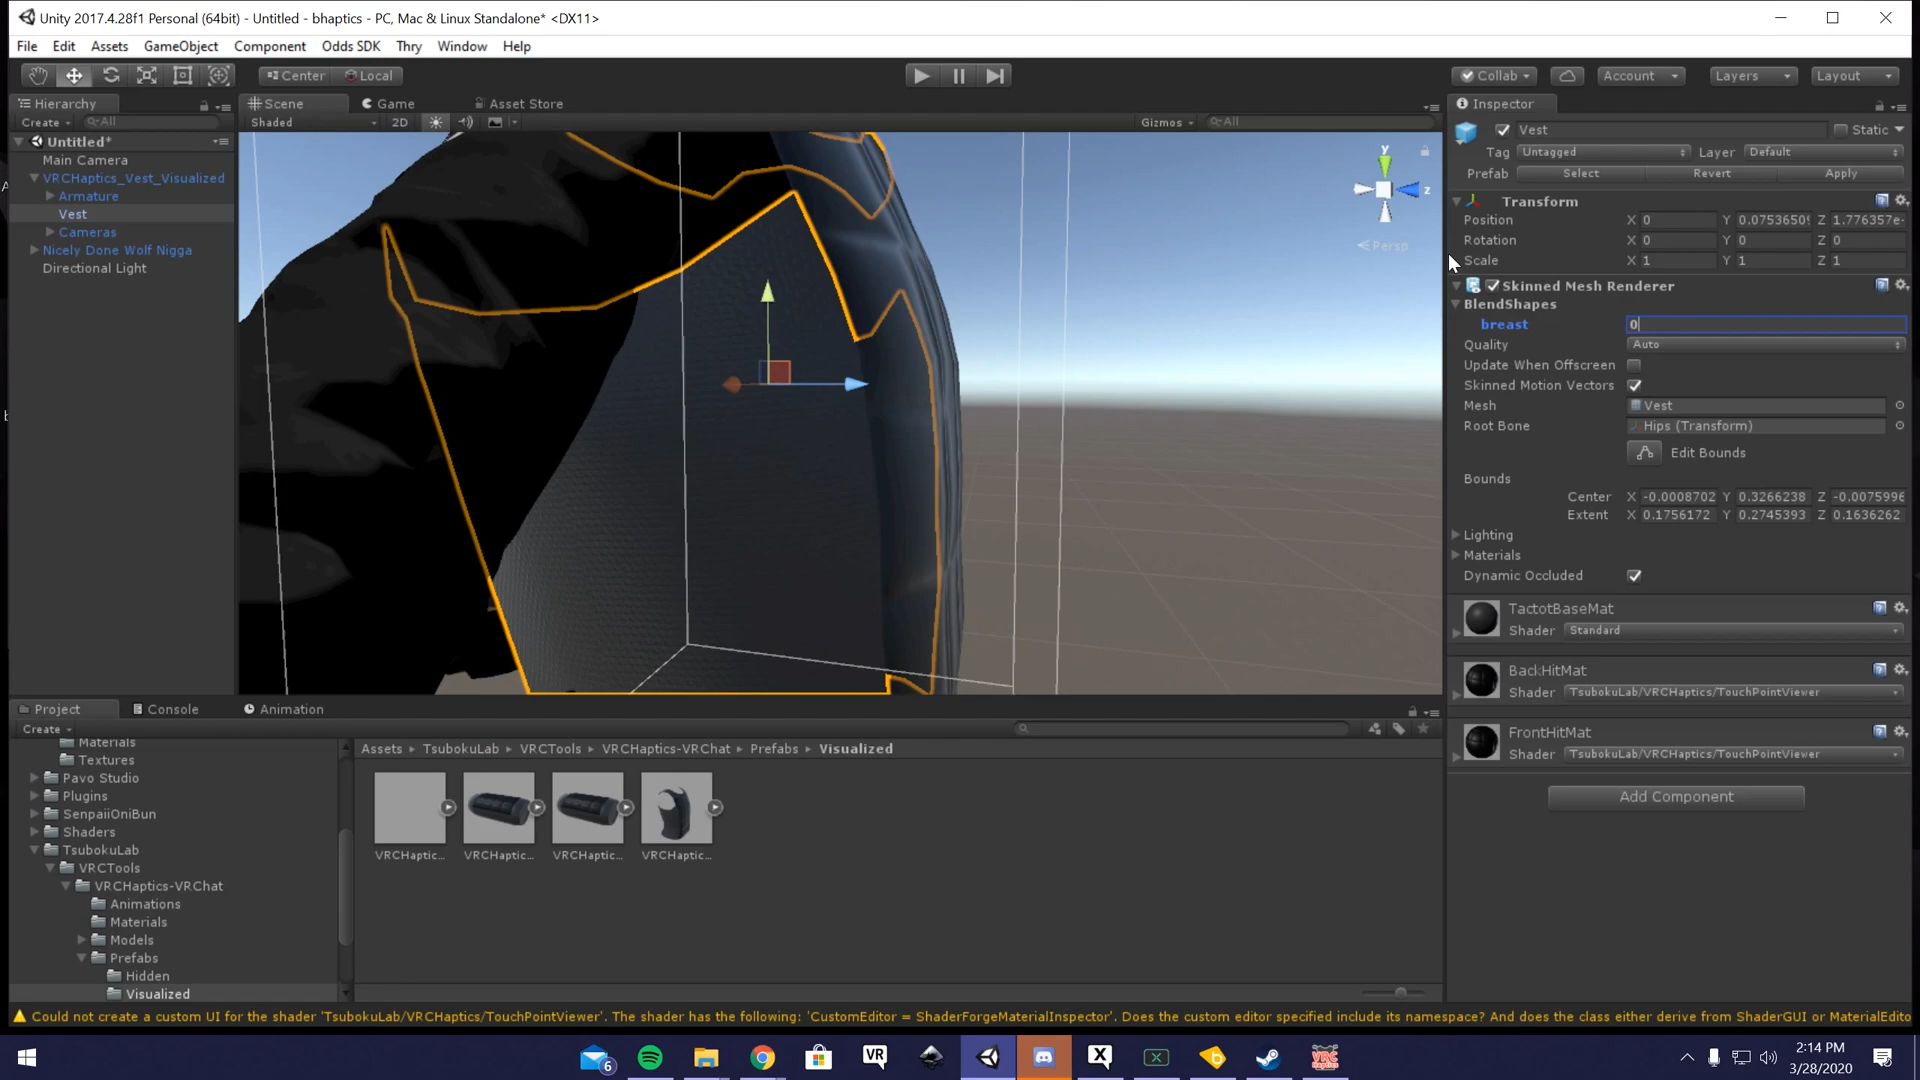 Unity 2017.4.28f1 Personal (64bit) - Untitled - bhaptics - PC, Mac & Linux Standalone* <DX11>
File Edit Assets GameObject Component Odds SDK Thry Window Help
Center Local Collab Account Layers Layout
Hierarchy Scene Game Asset Store Inspector
Create All Shaded 2D Gizmos All
Untitled*
Main Camera
VRCHaptics_Vest_Visualized
Armature
Vest
Cameras
Nicely Done Wolf Nigga
Directional Light
y
z
Persp
Vest Static
Tag Untagged Layer Default
Prefab Select Revert Apply
Transform
Position X 0 Y 0.0753650 Z 1.776357e-
Rotation X 0 Y 0 Z 0
Scale X 1 Y 1 Z 1
Skinned Mesh Renderer
BlendShapes
breast 0
Quality Auto
Update When Offscreen
Skinned Motion Vectors
Mesh Vest
Root Bone Hips (Transform)
Edit Bounds
Bounds
Center X -0.0008702 Y 0.3266238 Z -0.0075996
Extent X 0.1756172 Y 0.2745393 Z 0.1636262
Lighting
Materials
Dynamic Occluded
TactotBaseMat
Shader Standard
BackHitMat
Shader TsubokuLab/VRCHaptics/TouchPointViewer
FrontHitMat
Shader TsubokuLab/VRCHaptics/TouchPointViewer
Add Component
Project Console Animation
Create
Assets TsubokuLab VRCTools VRCHaptics-VRChat Prefabs Visualized
Materials
Textures
Pavo Studio
Plugins
SenpaiiOniBun
Shaders
TsubokuLab
VRCTools
VRCHaptics-VRChat
Animations
Materials
Models
Prefabs
Hidden
Visualized
VRCHaptic... VRCHaptic... VRCHaptic... VRCHaptic...
Could not create a custom UI for the shader 'TsubokuLab/VRCHaptics/TouchPointViewer'. The shader has the following: 'CustomEditor = ShaderForgeMaterialInspector'. Does the custom editor specified include its namespace? And does the class either derive from ShaderGUI or MaterialEdito
6
VR
X
X
VRC
Haptics
2:14 PM
3/28/2020